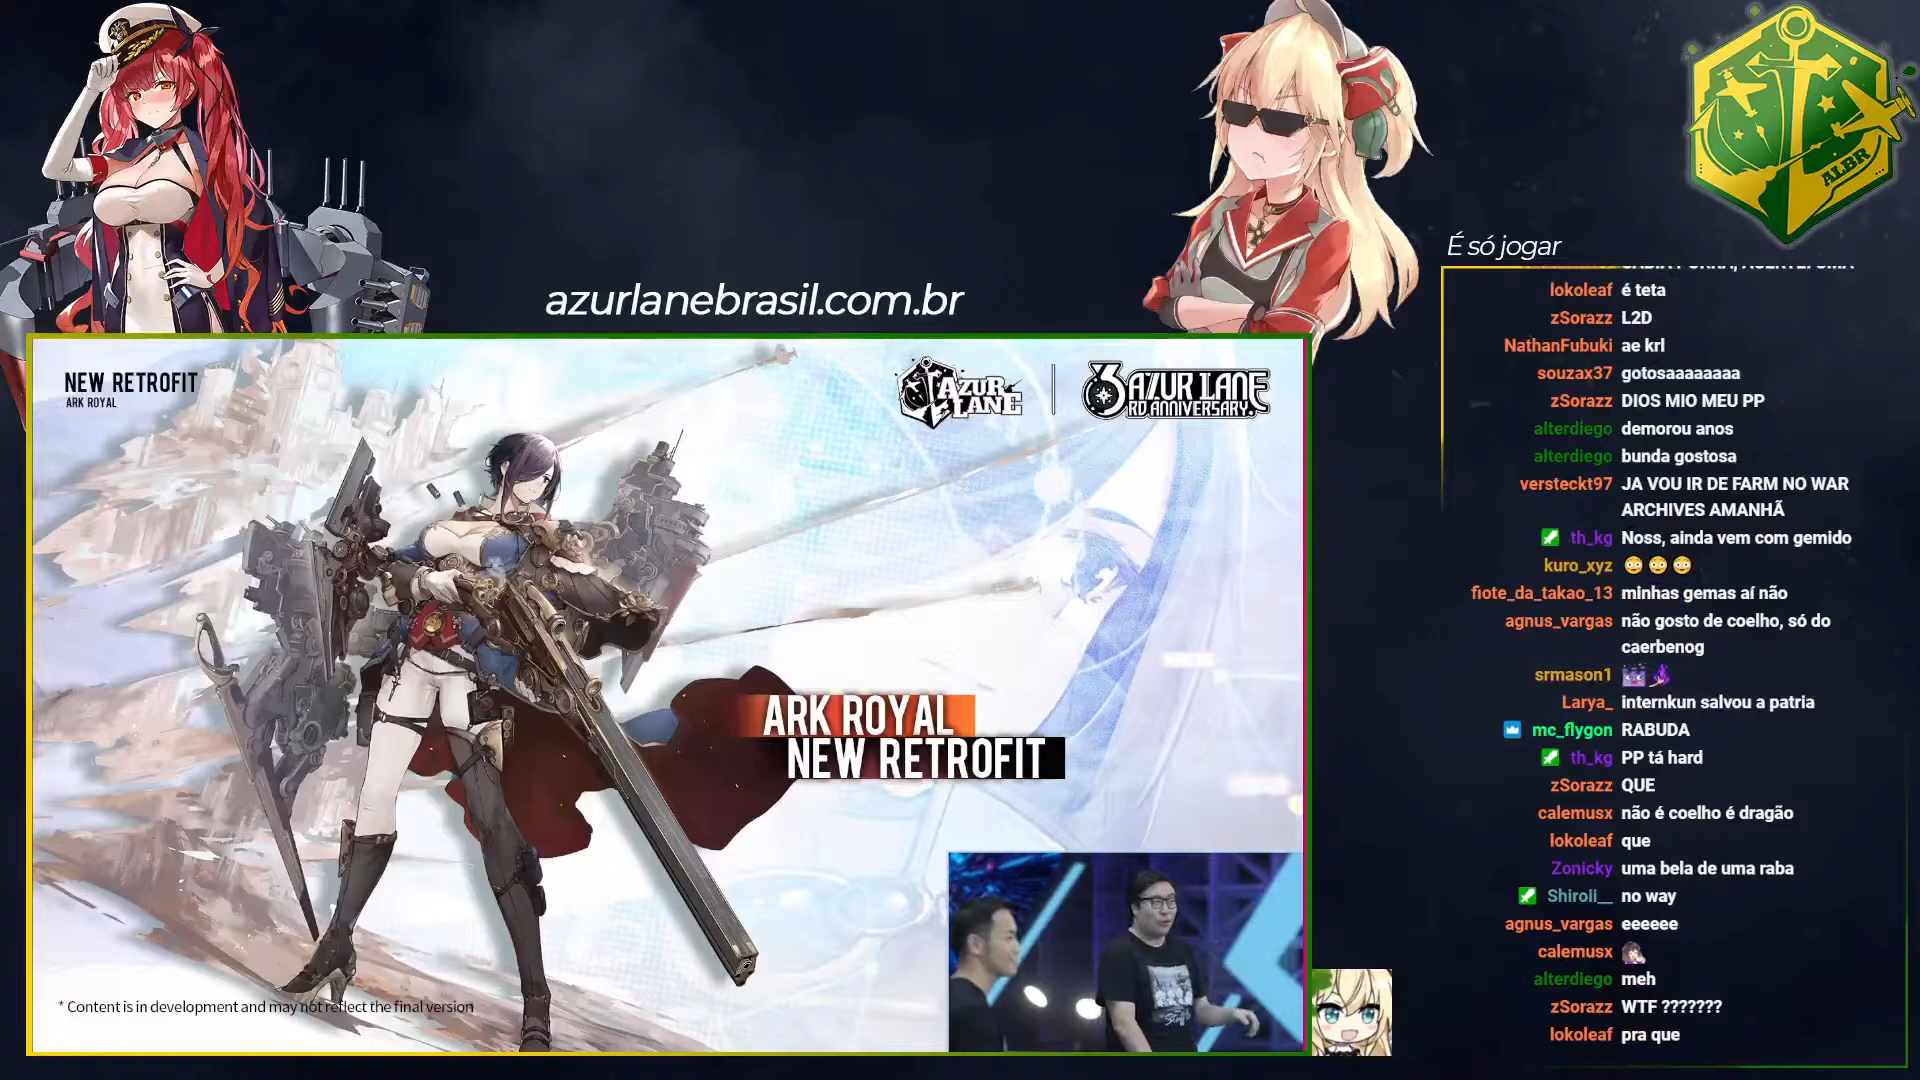 azurlanebrasil.com.br
ALBR
É só jogar
NEW RETROFIT
ARK ROYAL
AZUR LANE
3 AZUR LANE
RD ANNIVERSARY.
ARK ROYAL
NEW RETROFIT
* Content is in development and may not reflect the final version
lokoleaf é teta
zSorazz L2D
NathanFubuki ae krl
souzax37 gotosaaaaaaaa
zSorazz DIOS MIO MEU PP
alterdiego demorou anos
alterdiego bunda gostosa
versteckt97 JA VOU IR DE FARM NO WAR
ARCHIVES AMANHÃ
th_kg Noss, ainda vem com gemido
kuro_xyz 😳 😳 😳
fiote_da_takao_13 minhas gemas aí não
agnus_vargas não gosto de coelho, só do
caerbenog
srmason1
Larya_ internkun salvou a patria
mc_flygon RABUDA
th_kg PP tá hard
zSorazz QUE
calemusx não é coelho é dragão
lokoleaf que
Zonicky uma bela de uma raba
Shiroii__ no way
agnus_vargas eeeeee
calemusx
alterdiego meh
zSorazz WTF ???????
lokoleaf pra que